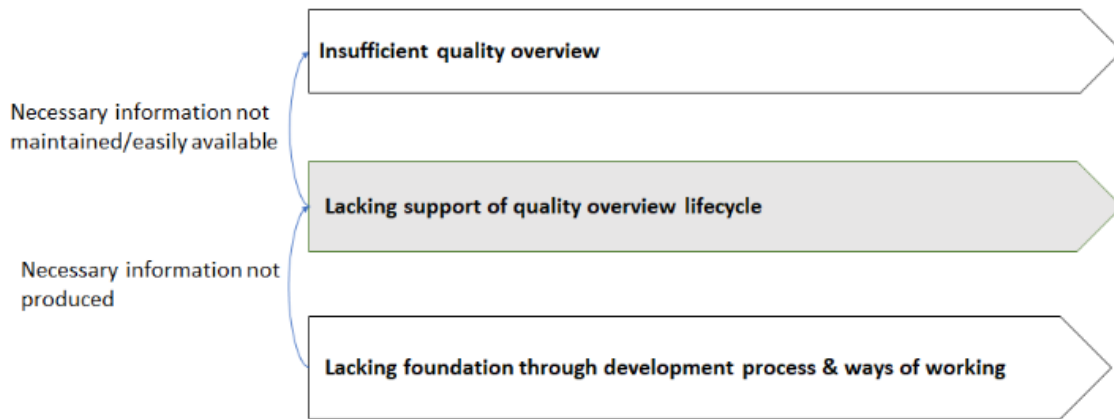 Insufficient quality overview
Necessary information not
maintained/easily available
Lacking support of quality overview lifecycle
Necessary information not
produced
Lacking foundation through development process & ways of working